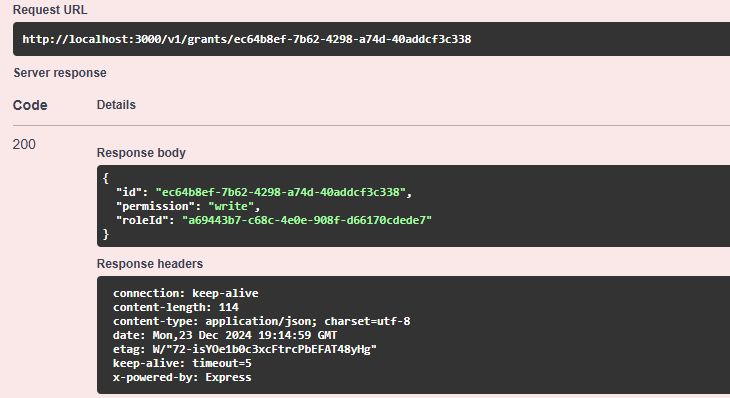 Request URL
http://localhost:3000/v1/grants/ec64b8ef-7b62-4298-a74d-40addcf3c338
Server response
Code Details
200
Response body
{
"id": "ec64b8ef-7b62-4298-a74d-40addcf3c338",
"permission": "write",
"roleId": "a69443b7-c68c-4e0e-908f-d66170cdede7"
}
Response headers
connection: keep-alive
content-length: 114
content-type: application/json; charset=utf-8
date: Mon,23 Dec 2024 19:14:59 GMT
etag: W/"72-isYOe1b0c3xcFtrcPbEFAT48yHg"
keep-alive: timeout=5
x-powered-by: Express